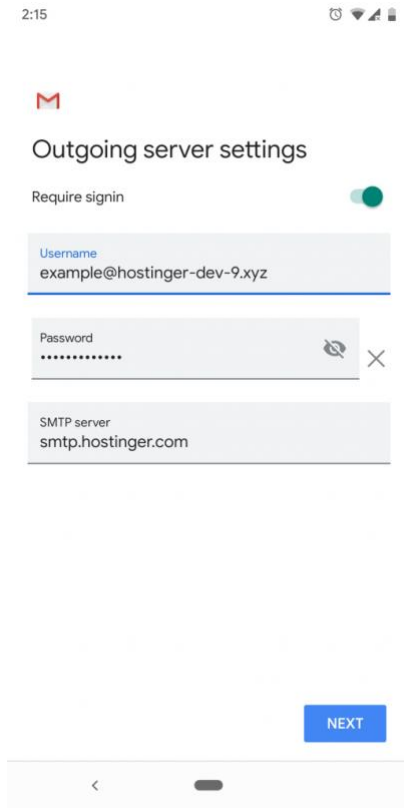 2:15
Outgoing server settings
Require signin
Username
example@hostinger-dev-9.xyz
Password
•••••••••••••
SMTP server
smtp.hostinger.com
NEXT